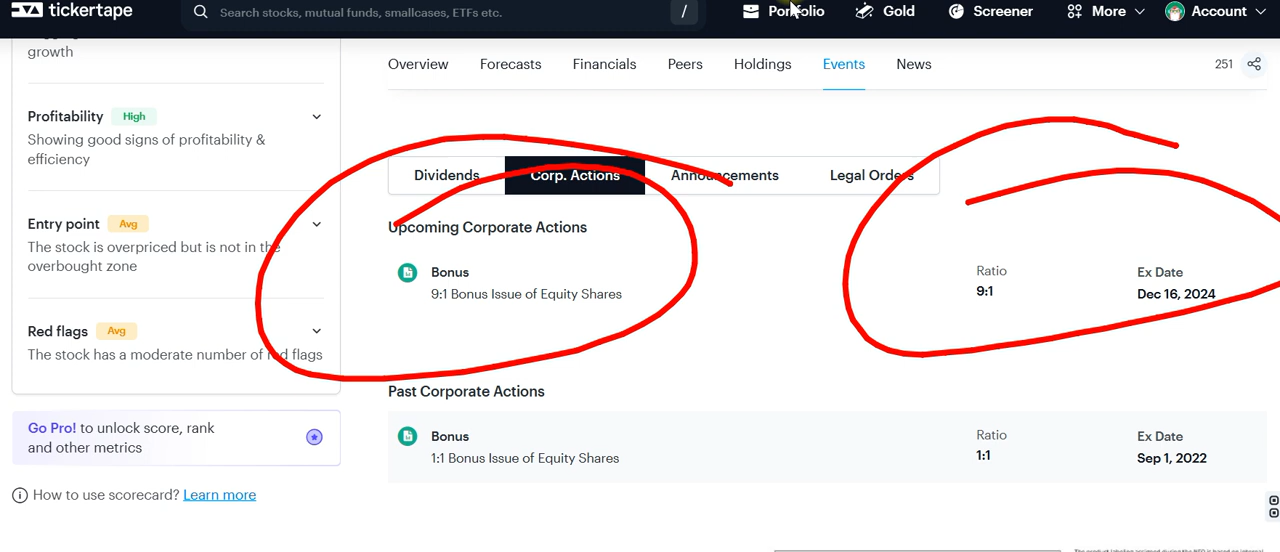 tickertape
Search stocks, mutual funds, smallcases, ETFs etc.
/
Portfolio
Gold
Screener
More
Account
growth
Profitability High
Showing good signs of profitability &
efficiency
Entry point Avg
The stock is overpriced but is not in the
overbought zone
Red flags Avg
The stock has a moderate number of red flags
Go Pro! to unlock score, rank
and other metrics
How to use scorecard? Learn more
Overview
Forecasts
Financials
Peers
Holdings
Events
News
251
Dividends
Corp. Actions
Announcements
Legal Orders
Upcoming Corporate Actions
Bonus
9:1 Bonus Issue of Equity Shares
Ratio
9:1
Ex Date
Dec 16, 2024
Past Corporate Actions
Bonus
1:1 Bonus Issue of Equity Shares
Ratio
1:1
Ex Date
Sep 1, 2022